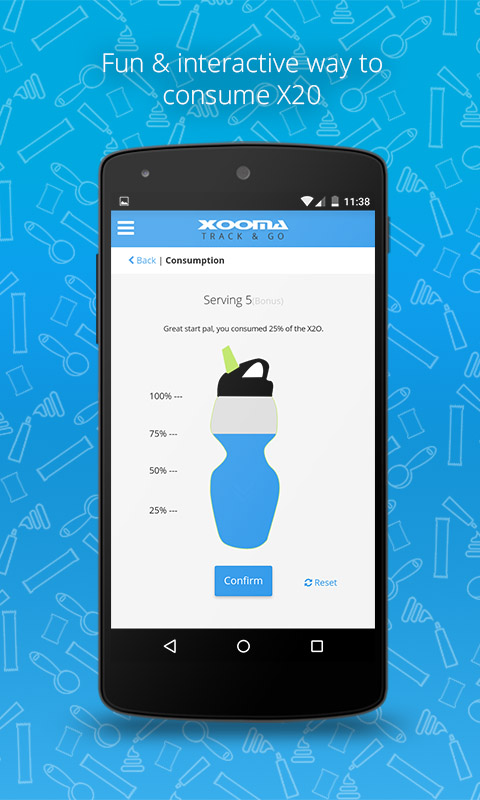 Fun & interactive way to
consume X20
11:38
XOOMA
TRACK & GO
Back | Consumption
Serving 5(Bonus)
Great start pal, you consumed 25% of the X2O.
100% ---
75% ---
50% ---
25% ---
Confirm
Reset